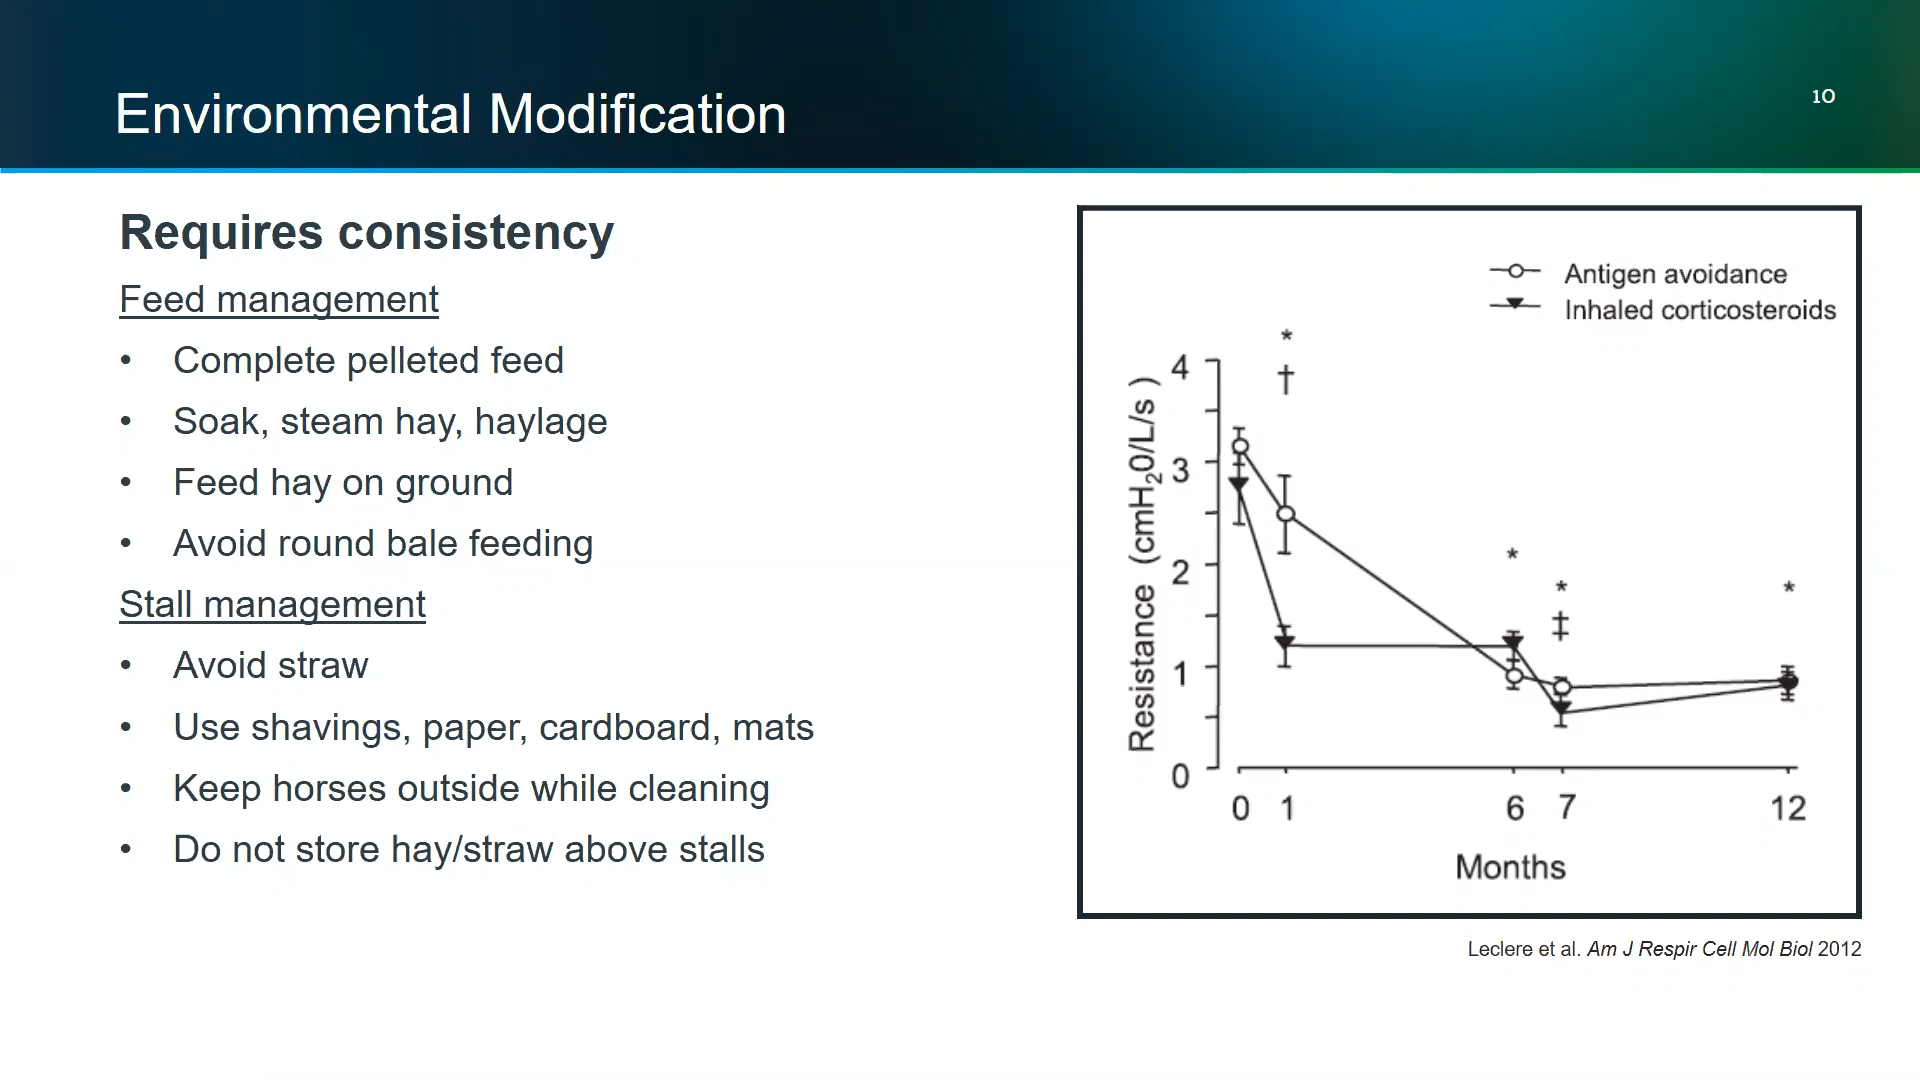 Environmental Modification
10
Requires consistency
Feed management
• Complete pelleted feed
• Soak, steam hay, haylage
• Feed hay on ground
• Avoid round bale feeding
Stall management
• Avoid straw
• Use shavings, paper, cardboard, mats
• Keep horses outside while cleaning
• Do not store hay/straw above stalls
Antigen avoidance
Inhaled corticosteroids
Resistance (cmH20/L/s )
4
3
2
1
0
*
†
*
*
‡
*
0 1 6 7 12
Months
Leclere et al. Am J Respir Cell Mol Biol 2012